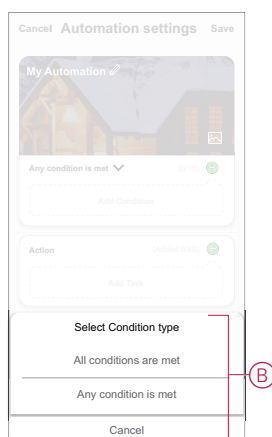 Cancel Automation settings Save
My Automation
Any condition is met
Add Condition
Action
Add Task
Select Condition type
All conditions are met
Any condition is met
Cancel
B